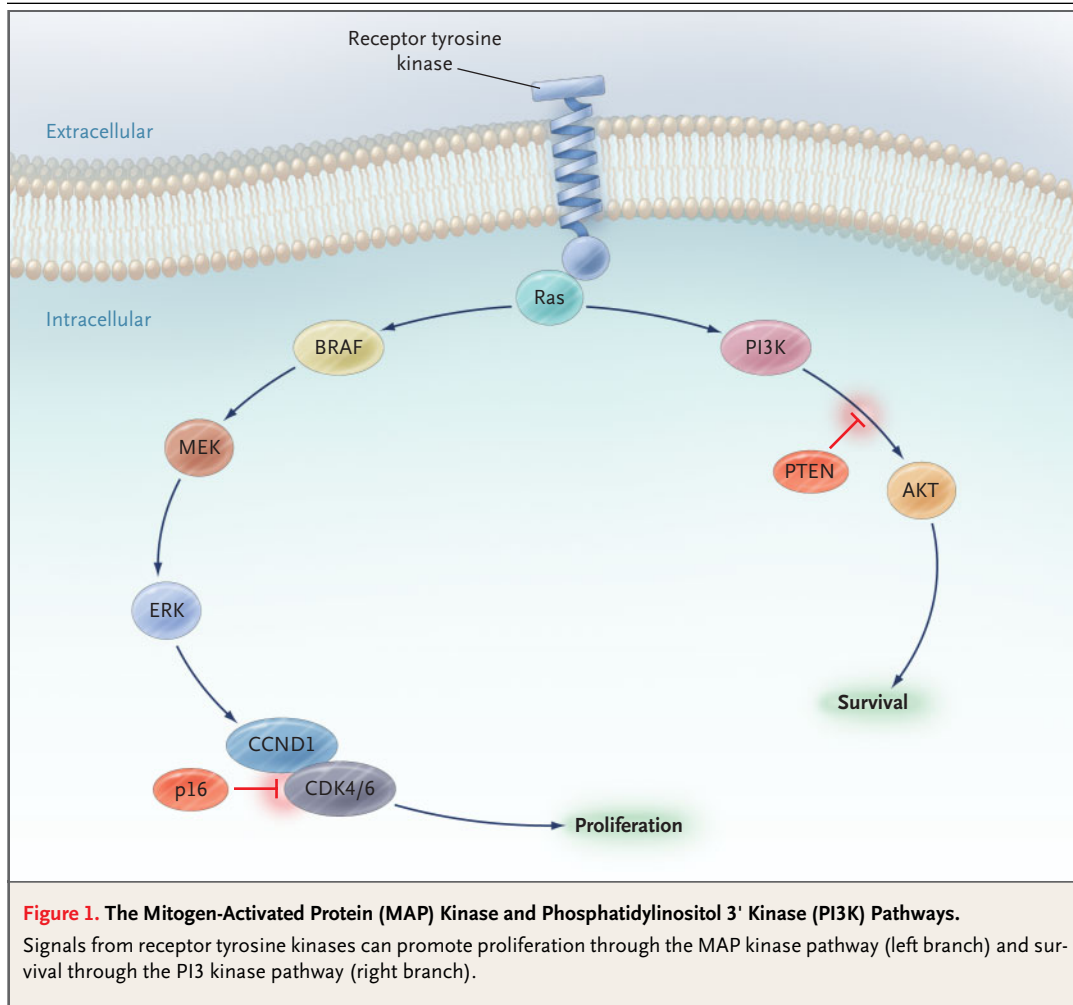 Receptor tyrosine
kinase
Extracellular
Intracellular
Ras
BRAF
PI3K
MEK
PTEN
AKT
ERK
Survival
CCND1
p16
CDK4/6
Proliferation
Figure 1. The Mitogen-Activated Protein (MAP) Kinase and Phosphatidylinositol 3' Kinase (PI3K) Pathways.
Signals from receptor tyrosine kinases can promote proliferation through the MAP kinase pathway (left branch) and sur-
vival through the PI3 kinase pathway (right branch).